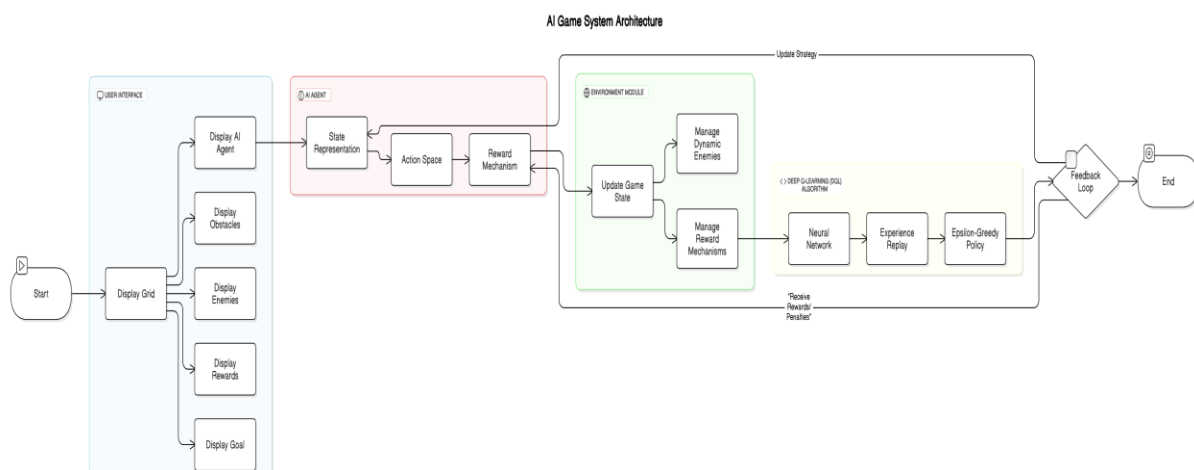 AI Game System Architecture
Update Strategy
USER INTERFACE
AI AGENT
ENVIRONMENT MODULE
Display AI
Agent
State
Representation
Action Space
Reward
Mechanism
Manage
Dynamic
Enemies
Update Game
State
Manage
Reward
Mechanisms
DEEP Q-LEARNING (DQL)
ALGORITHM
Neural
Network
Experience
Replay
Epsilon-Greedy
Policy
Feedback
Loop
End
Display
Obstacles
Start
Display Grid
Display
Enemies
"Receive
Rewards/
Penalties"
Display
Rewards
Display Goal